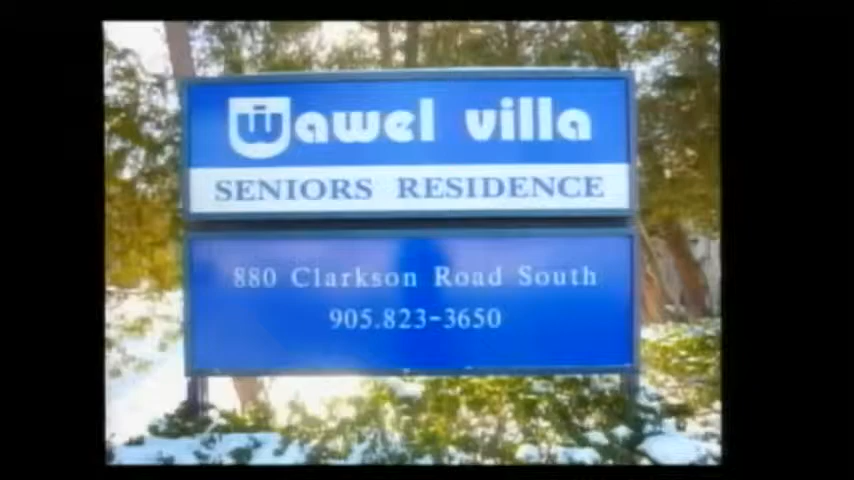 wawel villa
SENIORS RESIDENCE
880 Clarkson Road South
905.823-3650